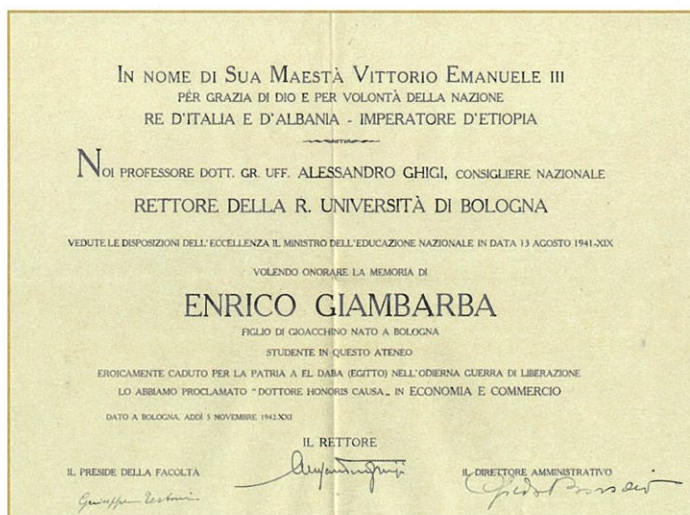 IN NOME DI SUA MAESTÀ VITTORIO EMANUELE III
PER GRAZIA DI DIO E PER VOLONTÀ DELLA NAZIONE
RE D'ITALIA E D'ALBANIA - IMPERATORE D'ETIOPIA
NOI PROFESSORE DOTT. GR. UFF. ALESSANDRO GHIGI, CONSIGLIERE NAZIONALE
RETTORE DELLA R. UNIVERSITÀ DI BOLOGNA
VEDUTE LE DISPOSIZIONI DELL'ECCELLENZA IL MINISTRO DELL'EDUCAZIONE NAZIONALE IN DATA 13 AGOSTO 1941-XIX
VOLENDO ONORARE LA MEMORIA DI
ENRICO GIAMBARBA
FIGLIO DI GIOACCHINO NATO A BOLOGNA
STUDENTE IN QUESTO ATENEO
EROICAMENTE CADUTO PER LA PATRIA A EL DABA (EGITTO) NELL'ODIERNA GUERRA DI LIBERAZIONE
LO ABBIAMO PROCLAMATO "DOTTORE HONORIS CAUSA„ IN ECONOMIA E COMMERCIO
DATO A BOLOGNA, ADDÌ 5 NOVEMBRE 1942-XXI
IL RETTORE
IL PRESIDE DELLA FACOLTÀ
IL DIRETTORE AMMINISTRATIVO